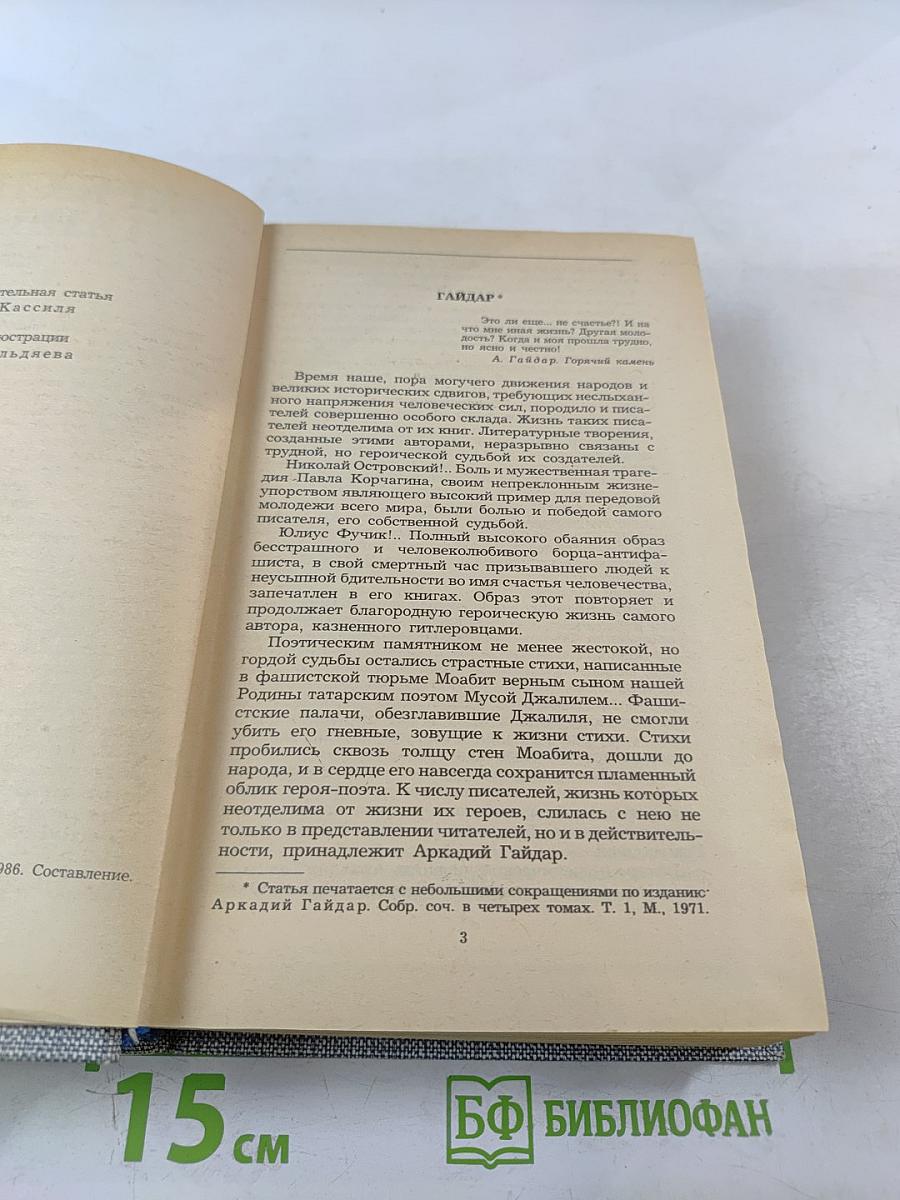 тельная статья
Кассиля
юстрации
льдяева
986. Составление.
ГАЙДАР*
Это ли еще... не счастье?! И на
что мне иная жизнь? Другая моло-
дость? Когда и моя прошла трудно,
но ясно и честно!
А. Гайдар. Горячий камень
Время наше, пора могучего движения народов и
великих исторических сдвигов, требующих неслыхан-
ного напряжения человеческих сил, породило и писа-
телей совершенно особого склада. Жизнь таких писа-
телей неотделима от их книг. Литературные творения,
созданные этими авторами, неразрывно связаны с
трудной, но героической судьбой их создателей.
Николай Островский!.. Боль и мужественная траге-
дия Павла Корчагина, своим непреклонным жизне-
упорством являющего высокий пример для передовой
молодежи всего мира, были болью и победой самого
писателя, его собственной судьбой.
Юлиус Фучик!.. Полный высокого обаяния образ
бесстрашного и человеколюбивого борца-антифа-
шиста, в свой смертный час призывавшего людей к
неусыпной бдительности во имя счастья человечества,
запечатлен в его книгах. Образ этот повторяет и
продолжает благородную героическую жизнь самого
автора, казненного гитлеровцами.
Поэтическим памятником не менее жестокой, но
гордой судьбы остались страстные стихи, написанные
в фашистской тюрьме Моабит верным сыном нашей
Родины татарским поэтом Мусой Джалилем... Фаши-
стские палачи, обезглавившие Джалиля, не смогли
убить его гневные, зовущие к жизни стихи. Стихи
пробились сквозь толщу стен Моабита, дошли до
народа, и в сердце его навсегда сохранится пламенный
облик героя-поэта. К числу писателей, жизнь которых
неотделима от жизни их героев, слилась с нею не
только в представлении читателей, но и в действитель-
ности, принадлежит Аркадий Гайдар.
* Статья печатается с небольшими сокращениями по изданию:
Аркадий Гайдар. Собр. соч. в четырех томах. Т. 1, М., 1971.
3
15 см
БФ БИБЛИОФАН